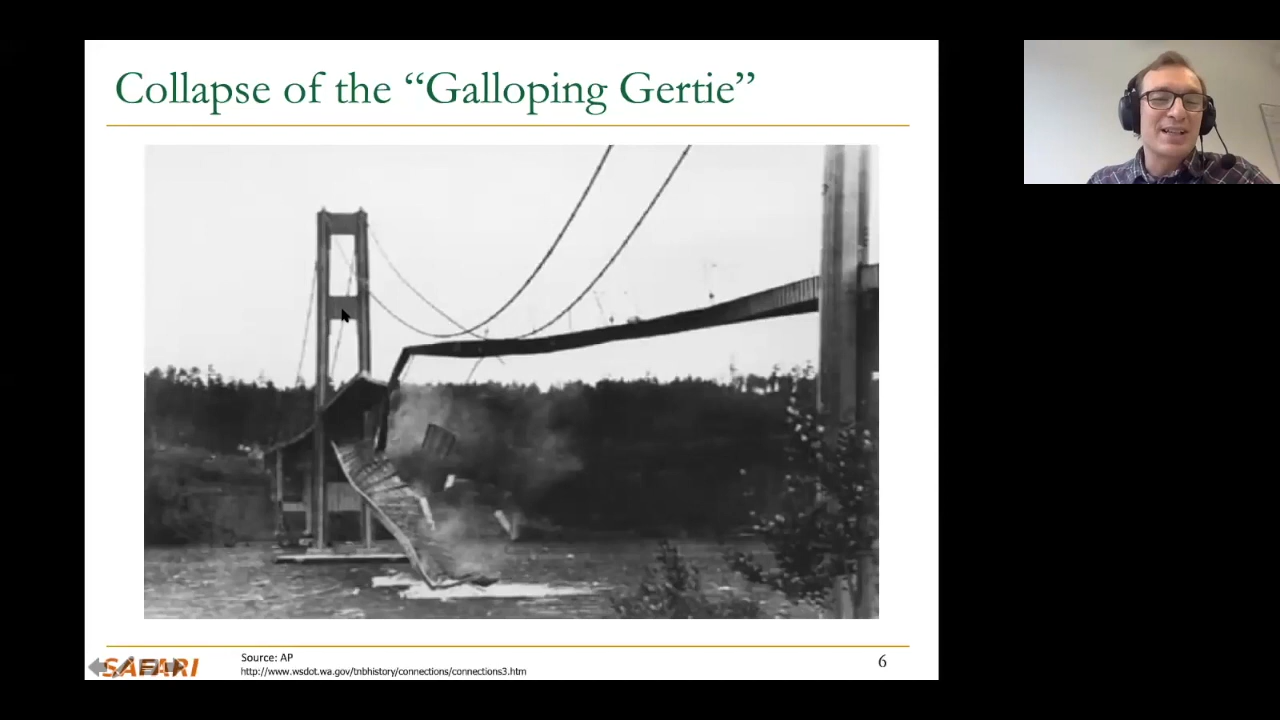 Collapse of the “Galloping Gertie”
SAFARI
Source: AP
http://www.wsdot.wa.gov/tnbhistory/connections/connections3.htm
6